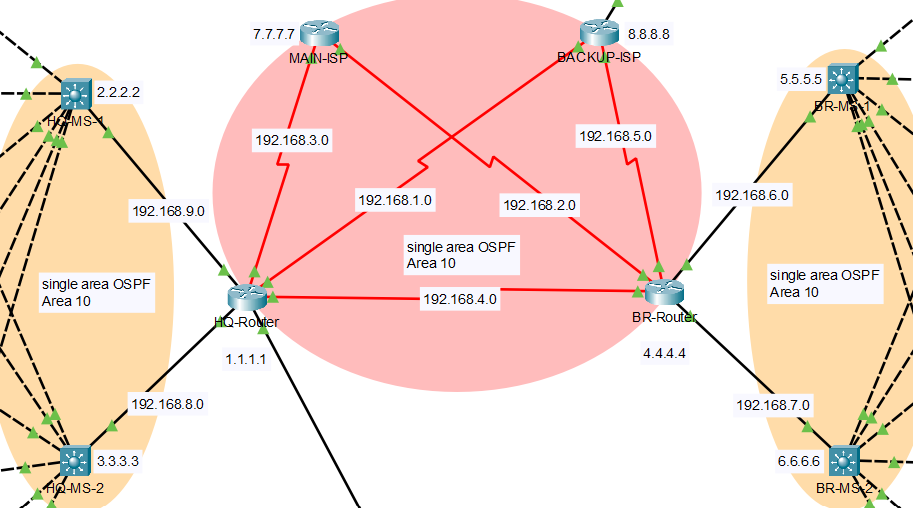 7.7.7.7
MAIN-ISP
8.8.8.8
BACKUP-ISP
2.2.2.2
HQ-MS-1
5.5.5.5
BR-MS-1
192.168.3.0
192.168.5.0
192.168.9.0
192.168.1.0
192.168.2.0
192.168.6.0
single area OSPF
Area 10
single area OSPF
Area 10
single area OSPF
Area 10
192.168.4.0
HQ-Router
BR-Router
1.1.1.1
4.4.4.4
192.168.8.0
192.168.7.0
3.3.3.3
HQ-MS-2
6.6.6.6
BR-MS-2